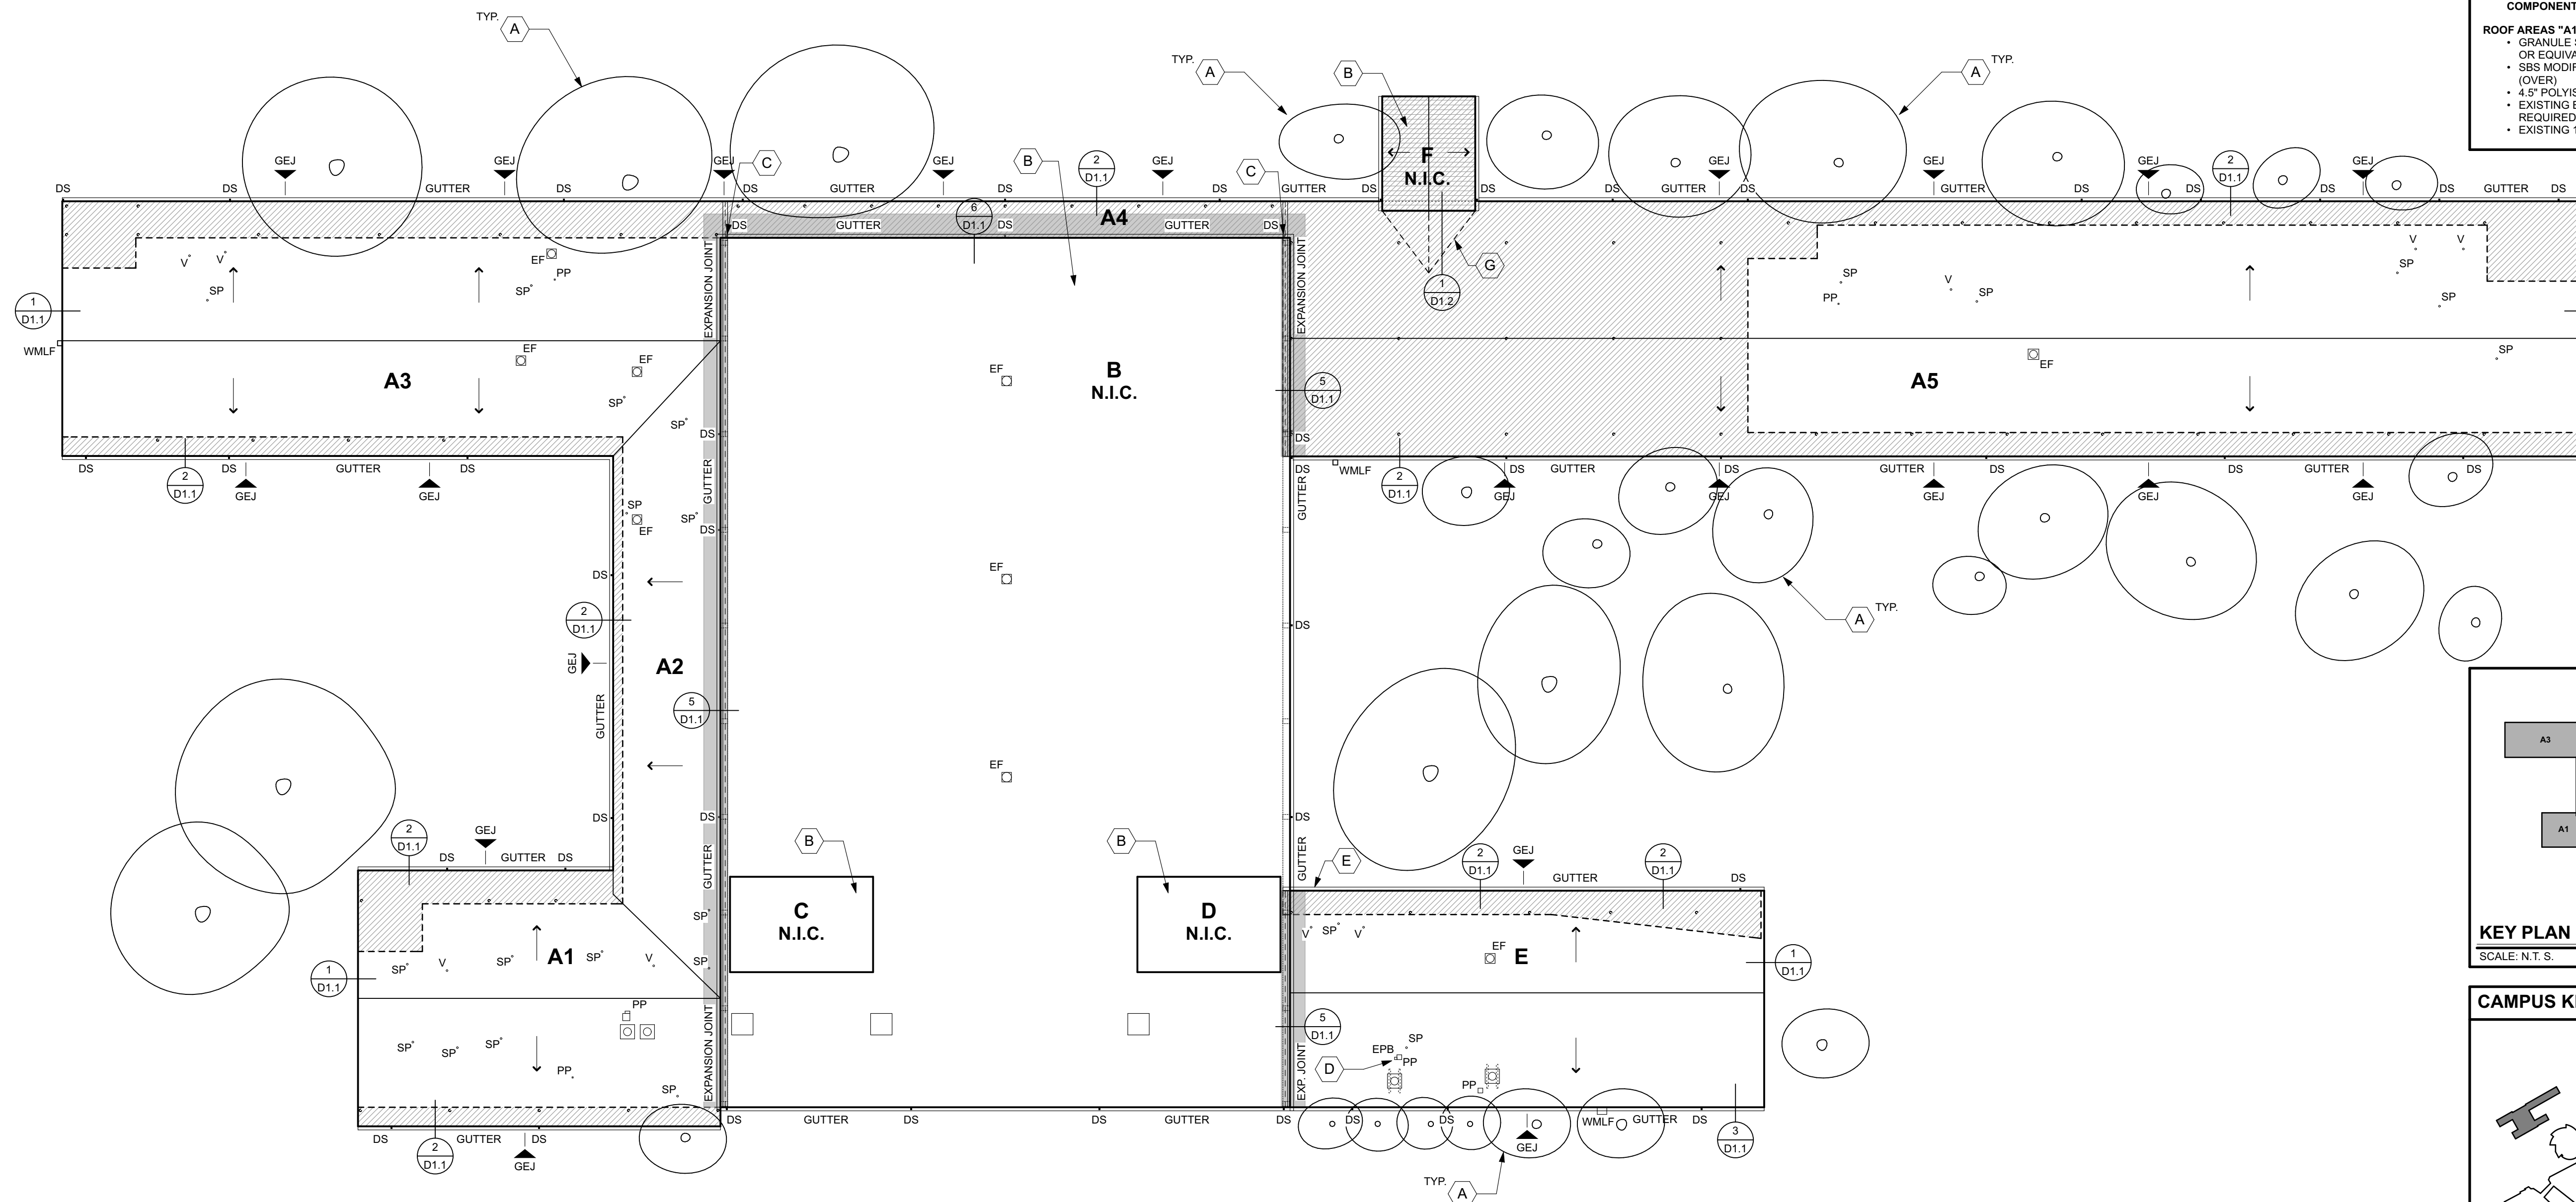 TYP.
A
TYP.
A
B
A
TYP.
COMPONENT
ROOF AREAS "A1
• GRANULE
OR EQUIVA
• SBS MODIF
(OVER)
• 4.5" POLYIS
• EXISTING
REQUIRED
• EXISTING 1
GEJ
GEJ
GEJ
C
GEJ
B
2
D1.1
GEJ
C
F
N.I.C.
GEJ
GEJ
GEJ
2
D1.1
GEJ
DS
DS
GUTTER
DS
DS
GUTTER
DS
DS
GUTTER
DS
DS
DS
GUTTER
DS
GUTTER
DS
DS
DS
DS
GUTTER
DS
DS
GUTTER
6
D1.1
DS
A4
GUTTER
DS
EXPANSION JOINT
EXPANSION JOINT
G
1
D1.2
V
V
SP
EF
PP
SP
SP
PP
V
SP
V
V
SP
SP
1
D1.1
WMLF
EF
EF
A3
SP
SP
EF
B
N.I.C.
5
D1.1
EF
A5
SP
DS
DS
DS
DS
GUTTER
DS
2
D1.1
GEJ
GEJ
GUTTER
DS
GUTTER
WMLF
2
D1.1
DS
GUTTER
DS
GUTTER
DS
DS
GUTTER
DS
GEJ
GEJ
GEJ
GEJ
GEJ
SP
EF
SP
DS
DS
EF
2
D1.1
DS
A
TYP.
GEJ
A2
GUTTER
5
D1.1
EF
DS
DS
DS
2
D1.1
GEJ
DS
GUTTER
DS
GUTTER
B
B
GUTTER
E
2
D1.1
GEJ
GUTTER
2
D1.1
DS
C
N.I.C.
D
N.I.C.
SP
V
SP
V
EF
E
1
D1.1
1
D1.1
SP
V
SP
A1
SP
V
SP
PP
SP
SP
SP
PP
SP
EXPANSION JOINT
5
D1.1
EXP. JOINT
D
EPB
SP
PP
PP
DS
GUTTER
DS
DS
GUTTER
DS
DS
DS
WMLF
GUTTER
DS
3
D1.1
DS
2
D1.1
GUTTER
DS
GEJ
GEJ
TYP.
A
A3
A1
KEY PLAN
SCALE: N.T. S.
CAMPUS K